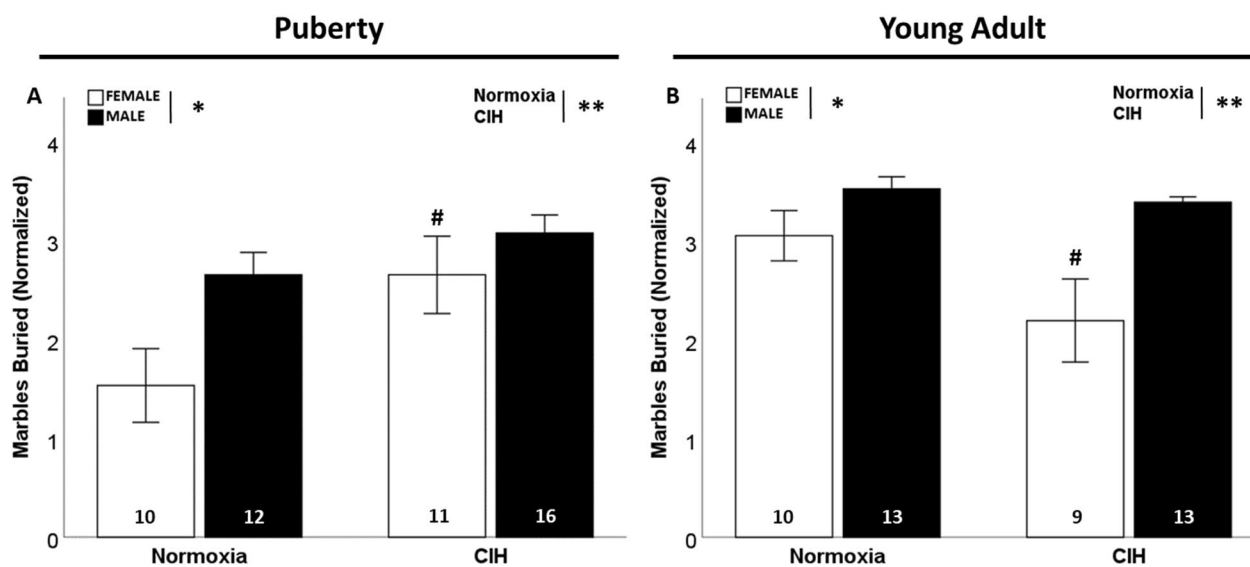 Puberty
Young Adult
A
FEMALE
MALE
*
Normoxia
CIH
**
4
3
2
1
0
Marbles Buried (Normalized)
#
10
12
11
16
Normoxia
CIH
B
FEMALE
MALE
*
Normoxia
CIH
**
4
3
2
1
0
Marbles Buried (Normalized)
#
10
13
9
13
Normoxia
CIH